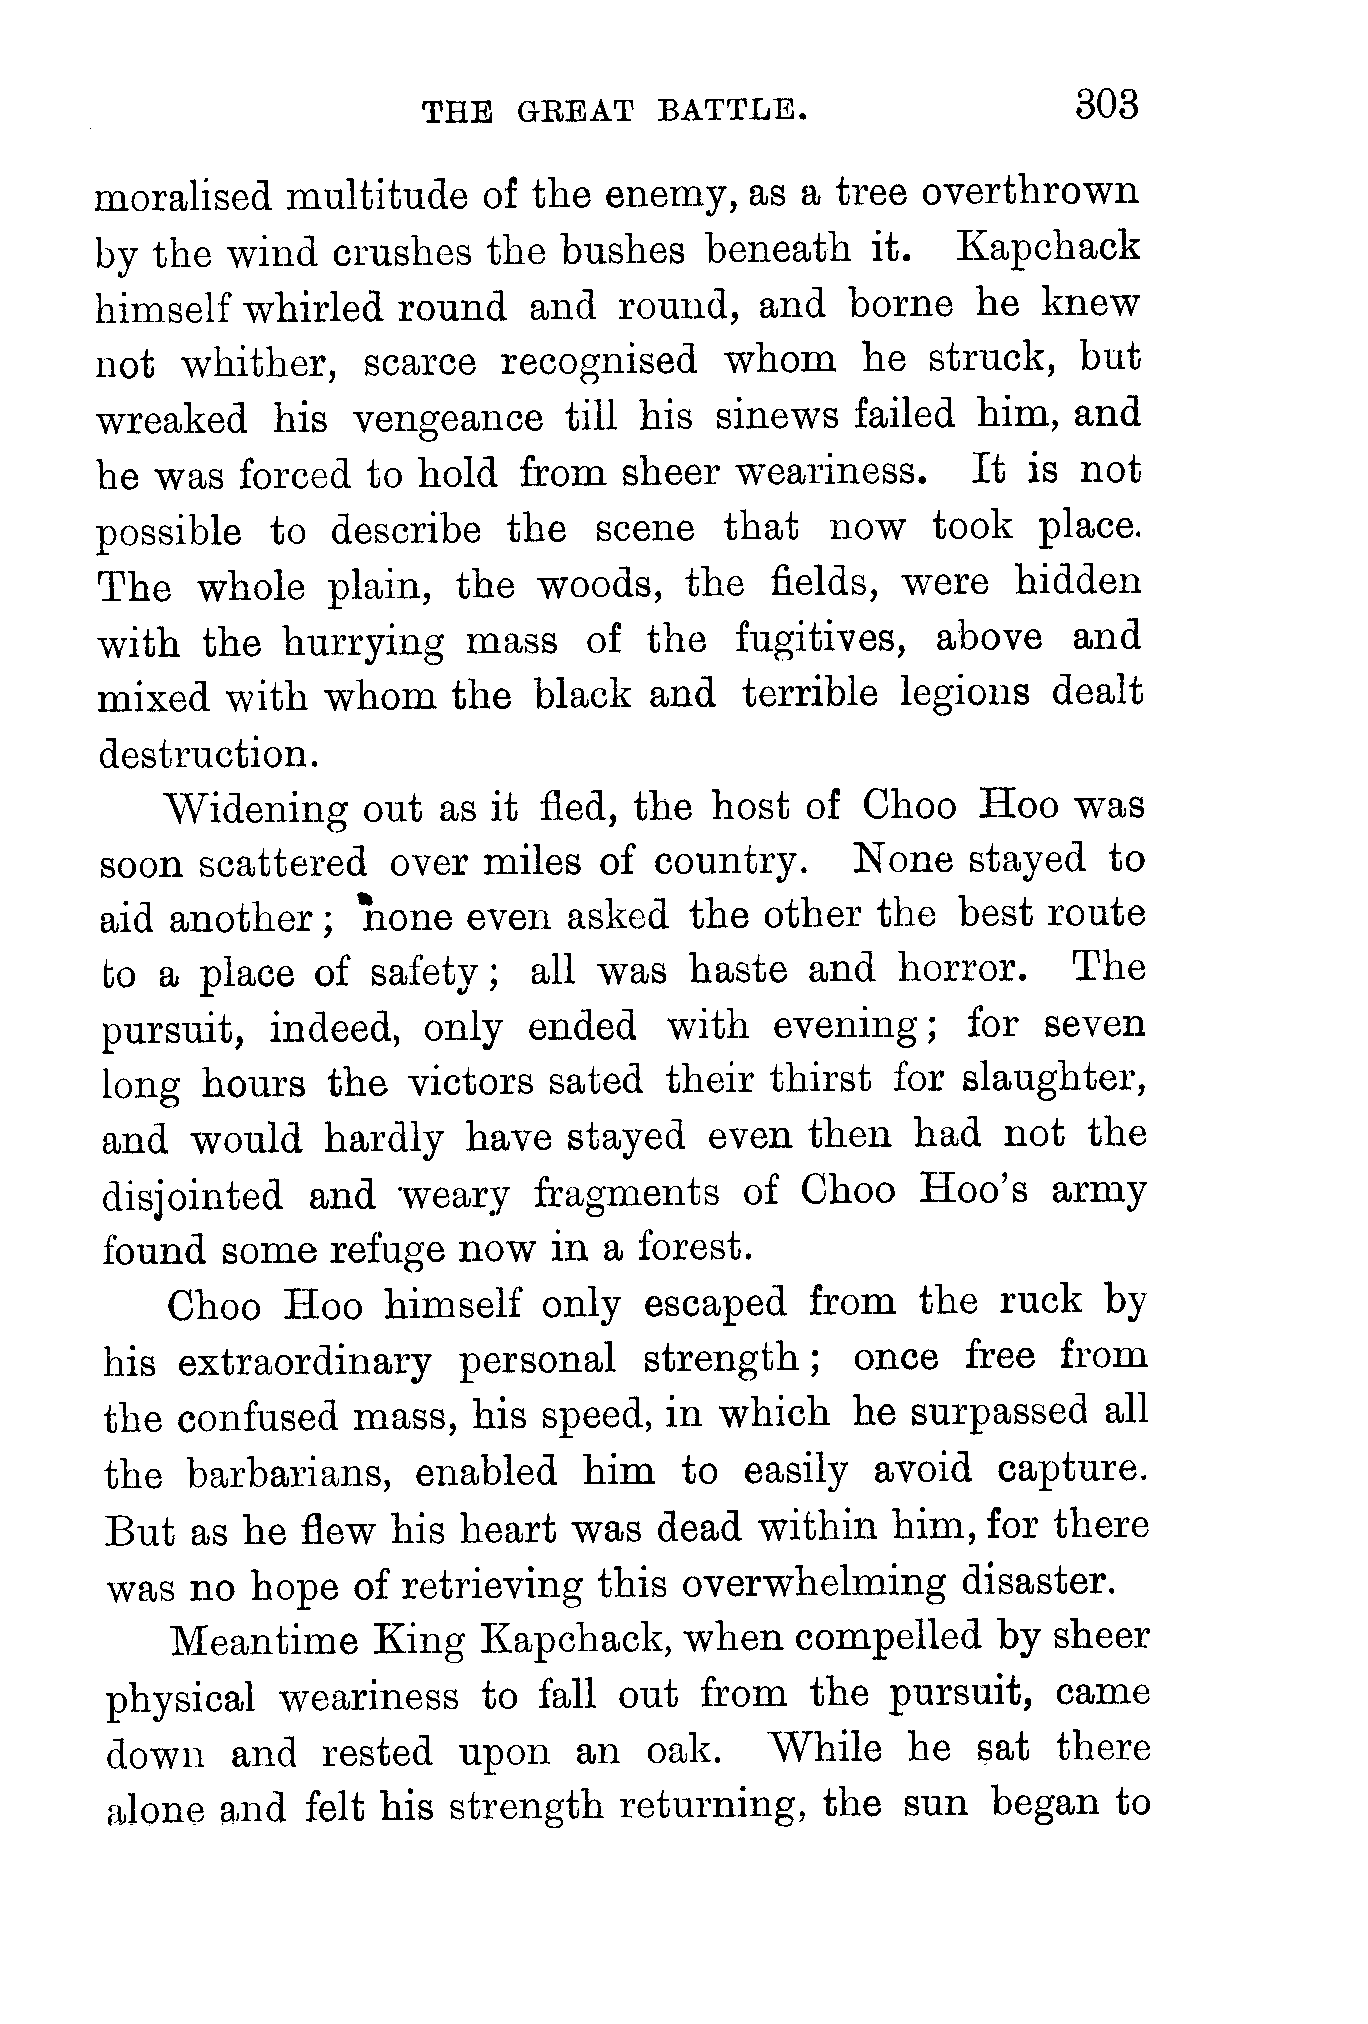 THE GREAT BATTLE. 303
moralised multitude of the enemy, as a tree overthrown
by the wind crushes the bushes beneath it. Kapchack
himself whirled round and round, and borne he knew
not whither, scarce recognised whom he struck, but
wreaked his vengeance till his sinews failed him, and
he was forced to hold from sheer weariness. It is not
possible to describe the scene that now took place.
The whole plain, the woods, the fields, were hidden
with the hurrying mass of the fugitives, above and
mixed with whom the black and terrible legions dealt
destruction.
Widening out as it fled, the host of Choo Hoo was
soon scattered over miles of country. None stayed to
aid another; none even asked the other the best route
to a place of safety; all was haste and horror. The
pursuit, indeed, only ended with evening; for seven
long hours the victors sated their thirst for slaughter,
and would hardly have stayed even then had not the
disjointed and weary fragments of Choo Hoo's army
found some refuge now in a forest.
Choo Hoo himself only escaped from the ruck by
his extraordinary personal strength; once free from
the confused mass, his speed, in which he surpassed all
the barbarians, enabled him to easily avoid capture.
But as he flew his heart was dead within him, for there
was no hope of retrieving this overwhelming disaster.
Meantime King Kapchack, when compelled by sheer
physical weariness to fall out from the pursuit, came
down and rested upon an oak. While he sat there
alone and felt his strength returning, the sun began to